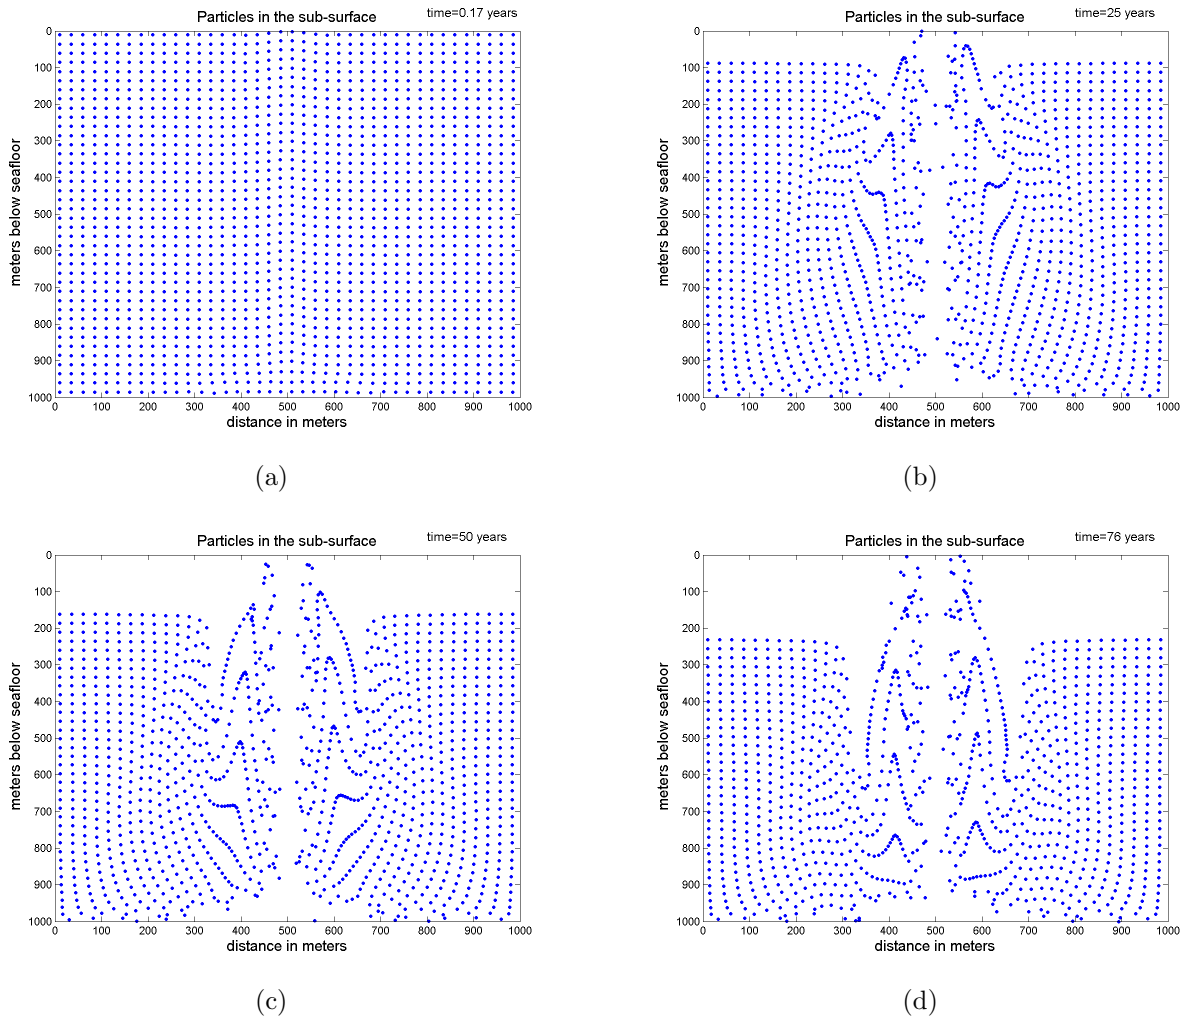 Particles in the sub-surface time=0.17 years
0
100
200
300
400
500
600
700
800
900
1000
meters below seafloor
0 100 200 300 400 500 600 700 800 900 1000
distance in meters
(a)
Particles in the sub-surface time=25 years
0
100
200
300
400
500
600
700
800
900
1000
meters below seafloor
0 100 200 300 400 500 600 700 800 900 1000
distance in meters
(b)
Particles in the sub-surface time=50 years
0
100
200
300
400
500
600
700
800
900
1000
meters below seafloor
0 100 200 300 400 500 600 700 800 900 1000
distance in meters
(c)
Particles in the sub-surface time=76 years
0
100
200
300
400
500
600
700
800
900
1000
meters below seafloor
0 100 200 300 400 500 600 700 800 900 1000
distance in meters
(d)